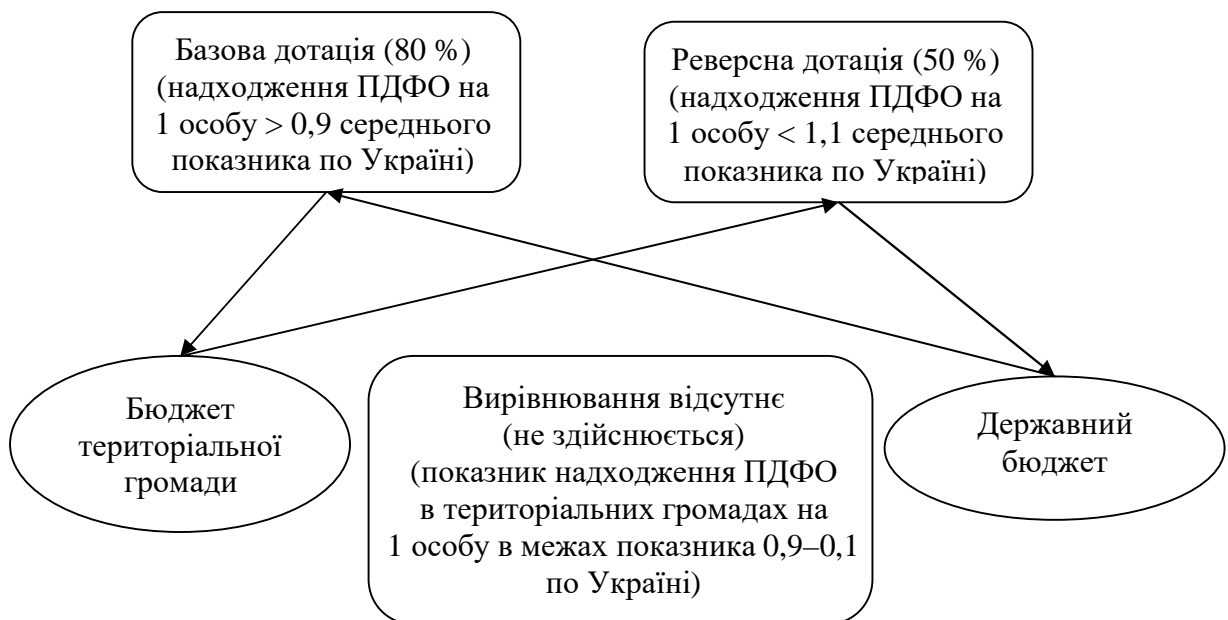 Базова дотація (80 %)
(надходження ПДФО на
1 особу > 0,9 середнього
показника по Україні)
Реверсна дотація (50 %)
(надходження ПДФО на
1 особу < 1,1 середнього
показника по Україні)
Бюджет
територіальної
громади
Вирівнювання відсутнє
(не здійснюється)
(показник надходження ПДФО
в територіальних громадах на
1 особу в межах показника 0,9–0,1
по Україні)
Державний
бюджет